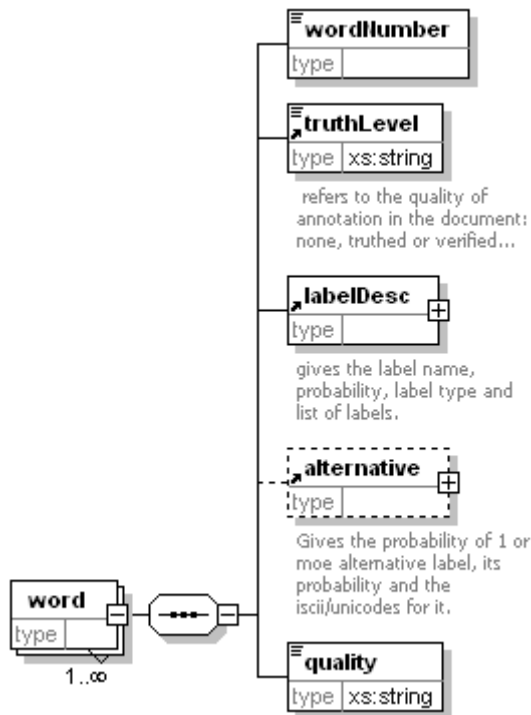 wordNumber
type
truthLevel
type xs:string
refers to the quality of
annotation in the document:
none, truthed or verified...
labelDesc
type
gives the label name,
probability, label type and
list of labels.
alternative
type
Gives the probability of 1 or
moe alternative label, its
probability and the
iscii/unicodes for it.
word
type
1..∞
quality
type xs:string